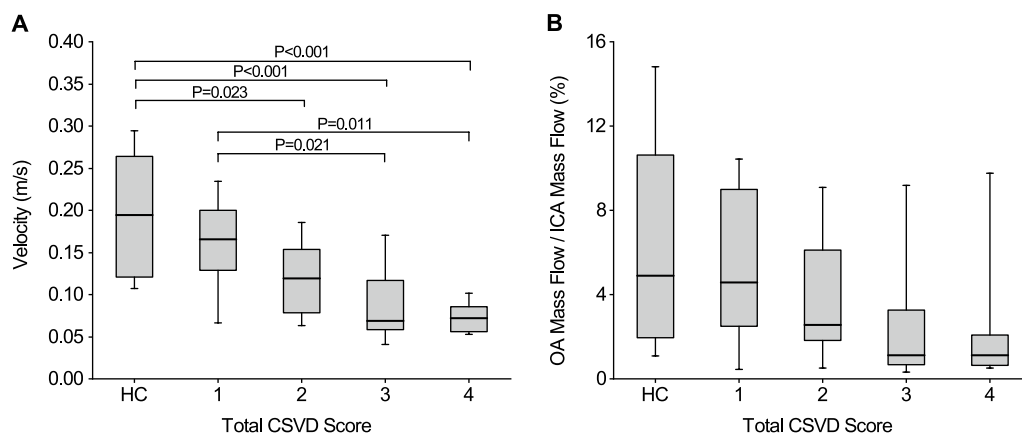 A
Velocity (m/s)
0.40
0.35
0.30
0.25
0.20
0.15
0.10
0.05
0.00
P<0.001
P<0.001
P=0.023
P=0.011
P=0.021
HC 1 2 3 4
Total CSVD Score
B
OA Mass Flow / ICA Mass Flow (%)
16
12
8
4
0
HC 1 2 3 4
Total CSVD Score